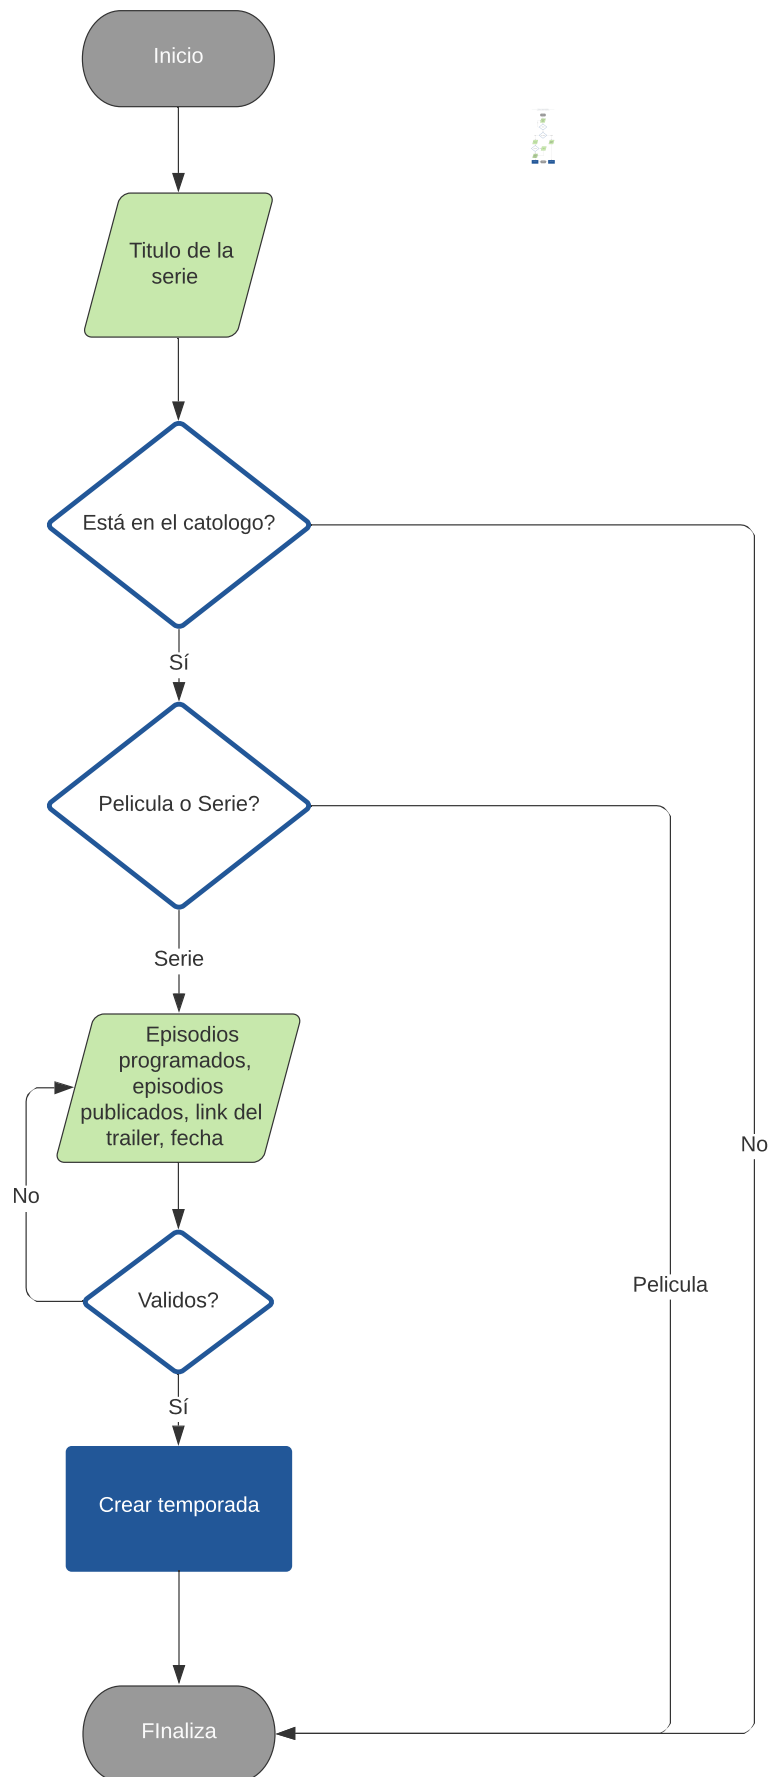 Inicio
Titulo de la
serie
Está en el catologo?
Sí
Pelicula o Serie?
Serie
Episodios
programados,
episodios
publicados, link del
trailer, fecha
No
No
Pelicula
Validos?
Sí
Crear temporada
FInaliza